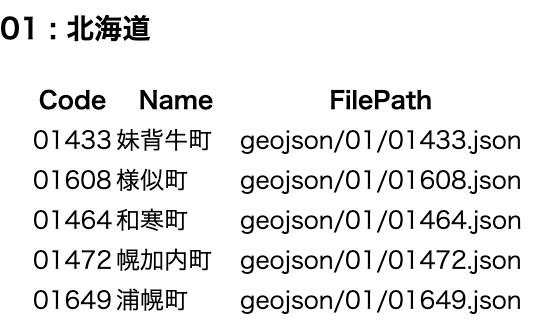 01：北海道
Code Name FilePath
01433 妹背牛町 geojson/01/01433.json
01608 様似町 geojson/01/01608.json
01464 和寒町 geojson/01/01464.json
01472 幌加内町 geojson/01/01472.json
01649 浦幌町 geojson/01/01649.json